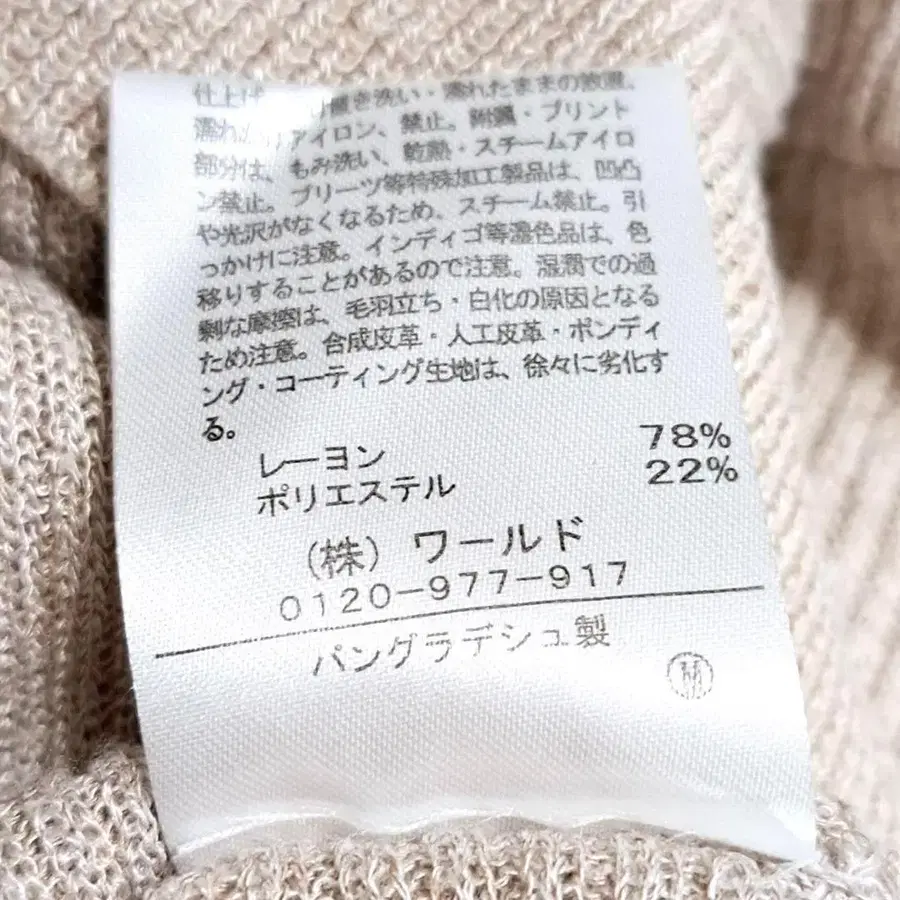 仕上げ り置き洗い・濡れたままの放置、
濡れ アイロン、禁止。附属・プリント
部分は、もみ洗い、乾熱・スチームアイロ
ン禁止。プリーツ等特殊加工製品は、凹凸
や光沢がなくなるため、スチーム禁止。引
っかけに注意。インディゴ等濃色品は、色
移りすることがあるので注意。湿潤での過
剰な摩擦は、毛羽立ち・白化の原因となる
ため注意。合成皮革・人工皮革・ボンディ
ング・コーティング生地は、徐々に劣化す
る。
レーヨン 78%
ポリエステル 22%
(株) ワールド
0120-977-917
バングラデシュ製